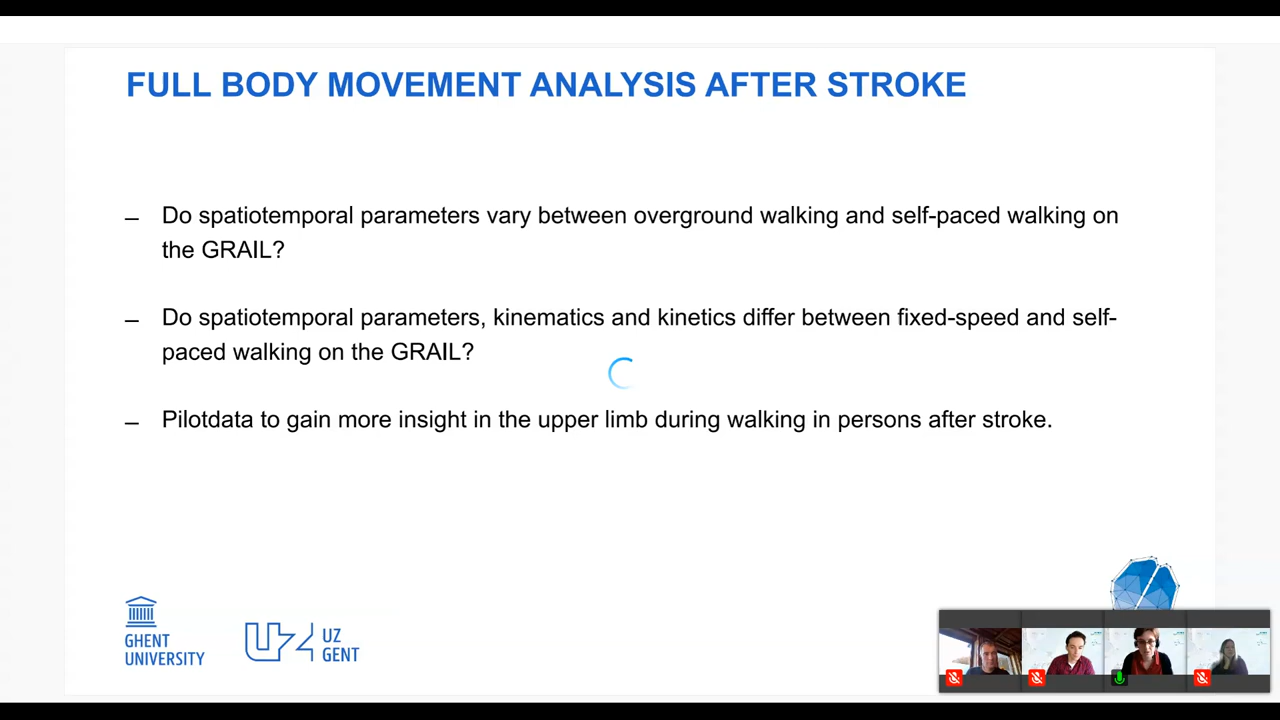 FULL BODY MOVEMENT ANALYSIS AFTER STROKE
– Do spatiotemporal parameters vary between overground walking and self-paced walking on
the GRAIL?
– Do spatiotemporal parameters, kinematics and kinetics differ between fixed-speed and self-
paced walking on the GRAIL?
– Pilotdata to gain more insight in the upper limb during walking in persons after stroke.
GHENT
UNIVERSITY
UZ
GENT